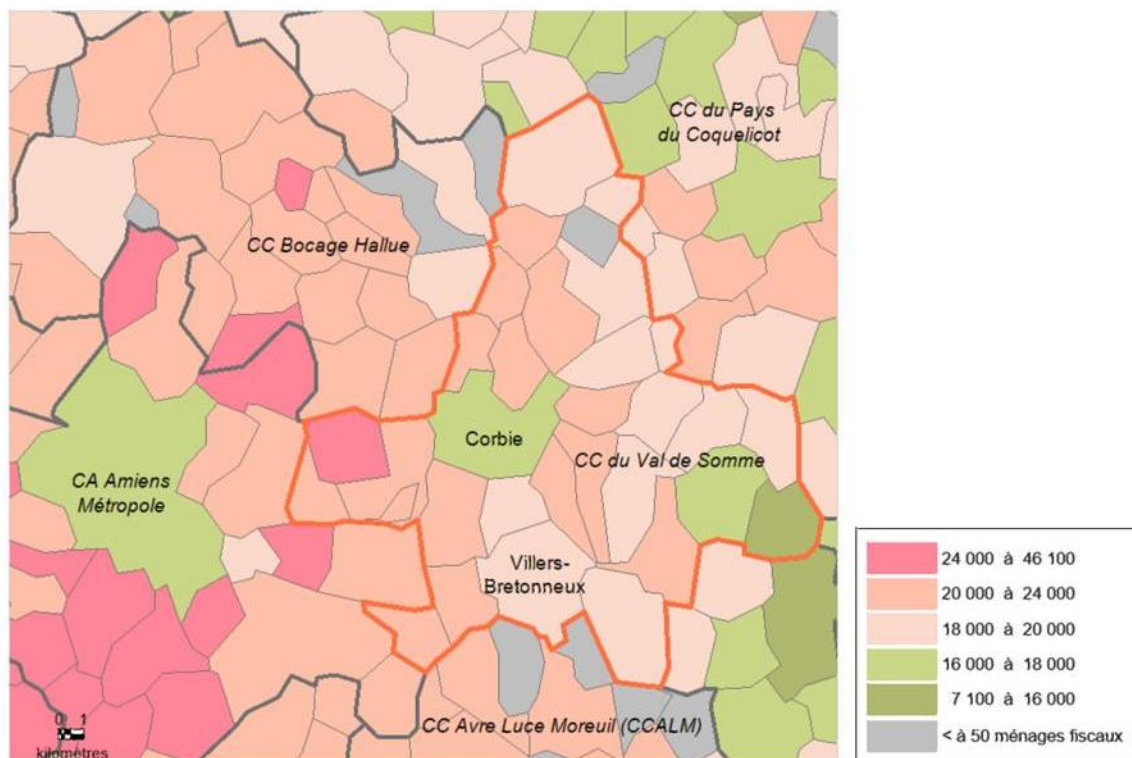 CC du Pays
du Coquelicot
CC Bocage Hallue
Corbie
CC du Val de Somme
CA Amiens
Métropole
Villers-
Bretonneux
CC Avre Luce Moreuil (CCALM)
0 1
kilomètres
24 000 à 46 100
20 000 à 24 000
18 000 à 20 000
16 000 à 18 000
7 100 à 16 000
< à 50 ménages fiscaux